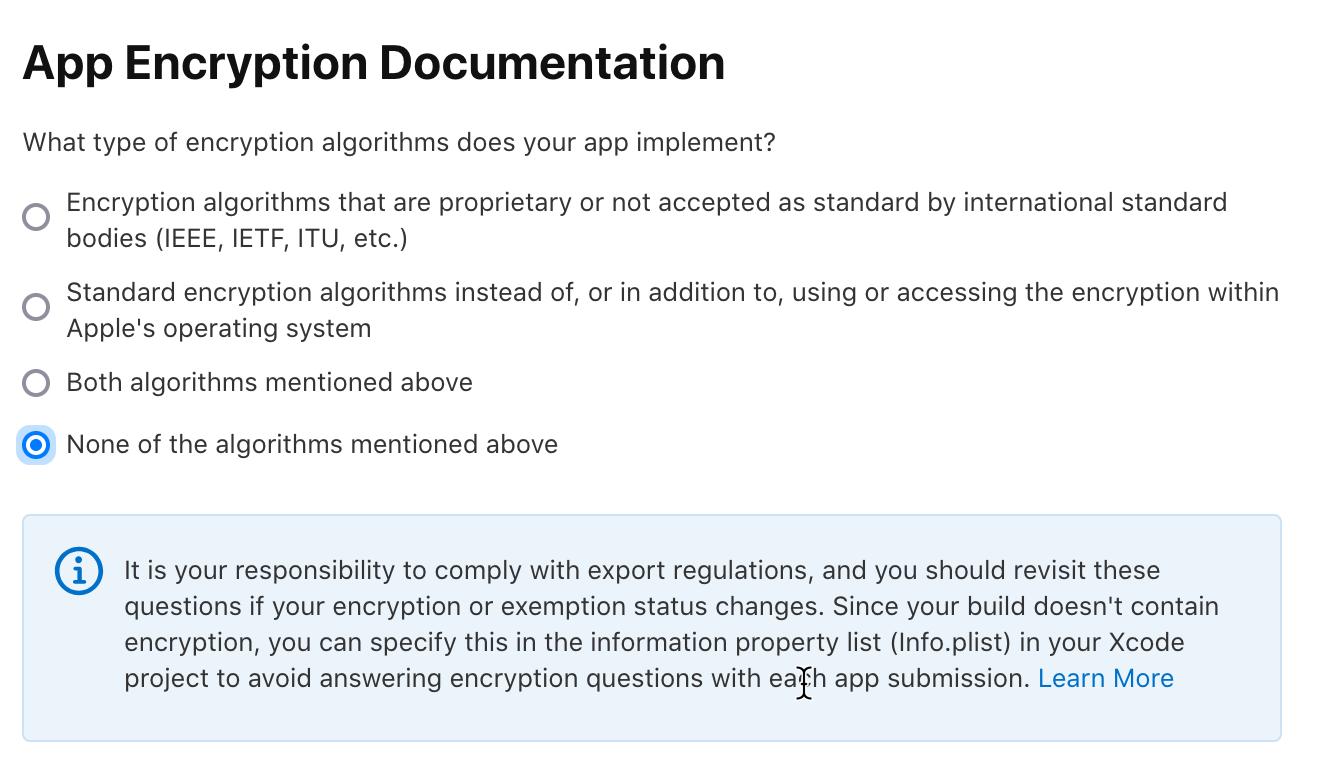 App Encryption Documentation
What type of encryption algorithms does your app implement?
Encryption algorithms that are proprietary or not accepted as standard by international standard
bodies (IEEE, IETF, ITU, etc.)
Standard encryption algorithms instead of, or in addition to, using or accessing the encryption within
Apple's operating system
Both algorithms mentioned above
None of the algorithms mentioned above
It is your responsibility to comply with export regulations, and you should revisit these
questions if your encryption or exemption status changes. Since your build doesn't contain
encryption, you can specify this in the information property list (Info.plist) in your Xcode
project to avoid answering encryption questions with each app submission. Learn More